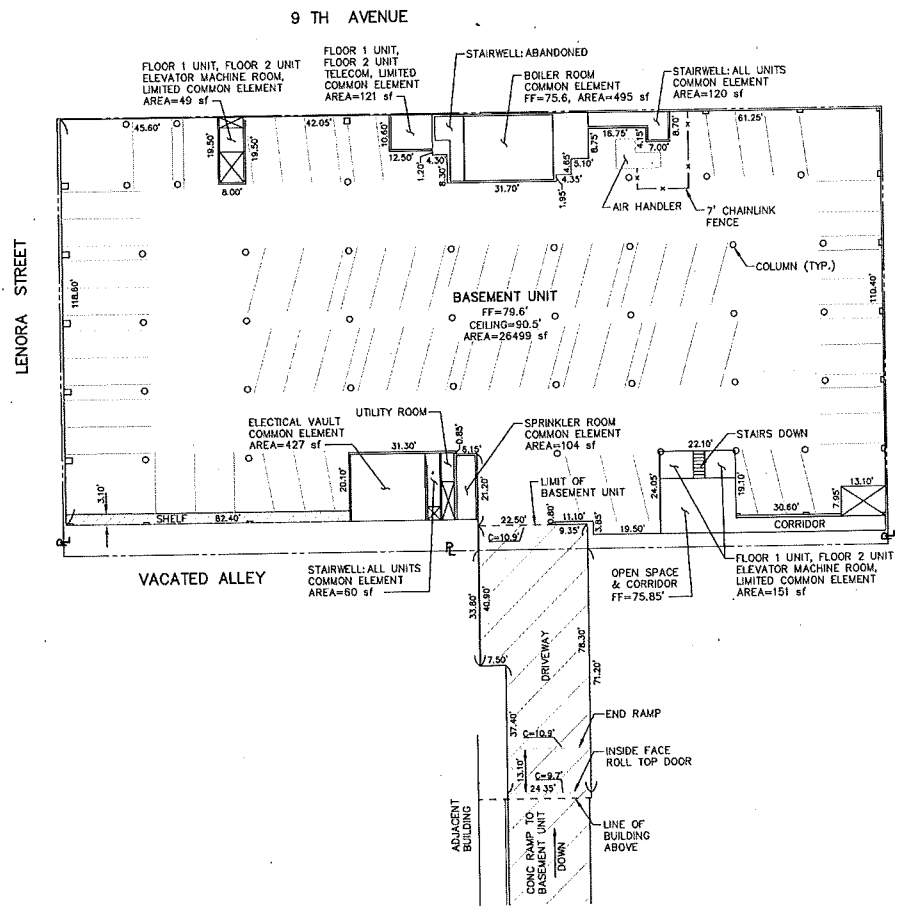 9 TH AVENUE
FLOOR 1 UNIT, FLOOR 2 UNIT
ELEVATOR MACHINE ROOM,
LIMITED COMMON ELEMENT
AREA=49 sf
FLOOR 1 UNIT,
FLOOR 2 UNIT
TELECOM, LIMITED
COMMON ELEMENT
AREA=121 sf
STAIRWELL: ABANDONED
BOILER ROOM
COMMON ELEMENT
FF=75.6, AREA=495 sf
STAIRWELL: ALL UNITS
COMMON ELEMENT
AREA=120 sf
45.60'
19.50'
19.50'
8.00'
42.05'
10.60'
12.50'
1.20'
4.30'
8.30'
31.70'
1.95'
4.35'
4.65'
5.10'
8.75'
16.75'
4.15'
7.00'
8.70'
61.25'
AIR HANDLER
7' CHAINLINK
FENCE
COLUMN (TYP.)
LENORA STREET
118.60'
110.40'
BASEMENT UNIT
FF=79.6'
CEILING=90.5'
AREA=26499 sf
ELECTICAL VAULT
COMMON ELEMENT
AREA=427 sf
UTILITY ROOM
SPRINKLER ROOM
COMMON ELEMENT
AREA=104 sf
STAIRS DOWN
31.30'
0.85'
5.15'
20.10'
21.20'
22.10'
24.05'
19.10'
13.10'
7.95'
30.60'
CORRIDOR
3.10'
SHELF
82.40'
LIMIT OF
BASEMENT UNIT
22.50'
0.80'
11.10'
9.35'
3.85'
19.50'
C=10.9'
PL
VACATED ALLEY
STAIRWELL: ALL UNITS
COMMON ELEMENT
AREA=60 sf
OPEN SPACE
& CORRIDOR
FF=75.85'
FLOOR 1 UNIT, FLOOR 2 UNIT
ELEVATOR MACHINE ROOM,
LIMITED COMMON ELEMENT
AREA=151 sf
33.80'
40.90'
7.50'
DRIVEWAY
78.30'
71.20'
37.40'
C=10.9'
13.10'
C=9.7'
24.35'
END RAMP
INSIDE FACE
ROLL TOP DOOR
LINE OF
BUILDING
ABOVE
ADJACENT
BUILDING
CONC RAMP TO
BASEMENT UNIT
DOWN